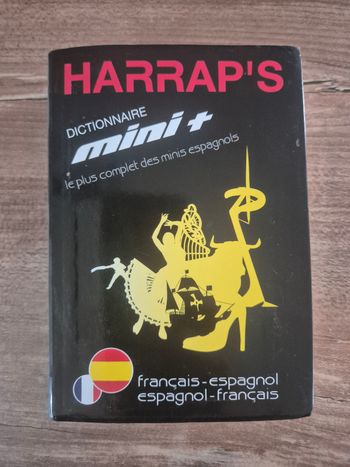 HARRAP'S
DICTIONNAIRE
mini+
le plus complet des minis espagnols
français-espagnol
espagnol-français